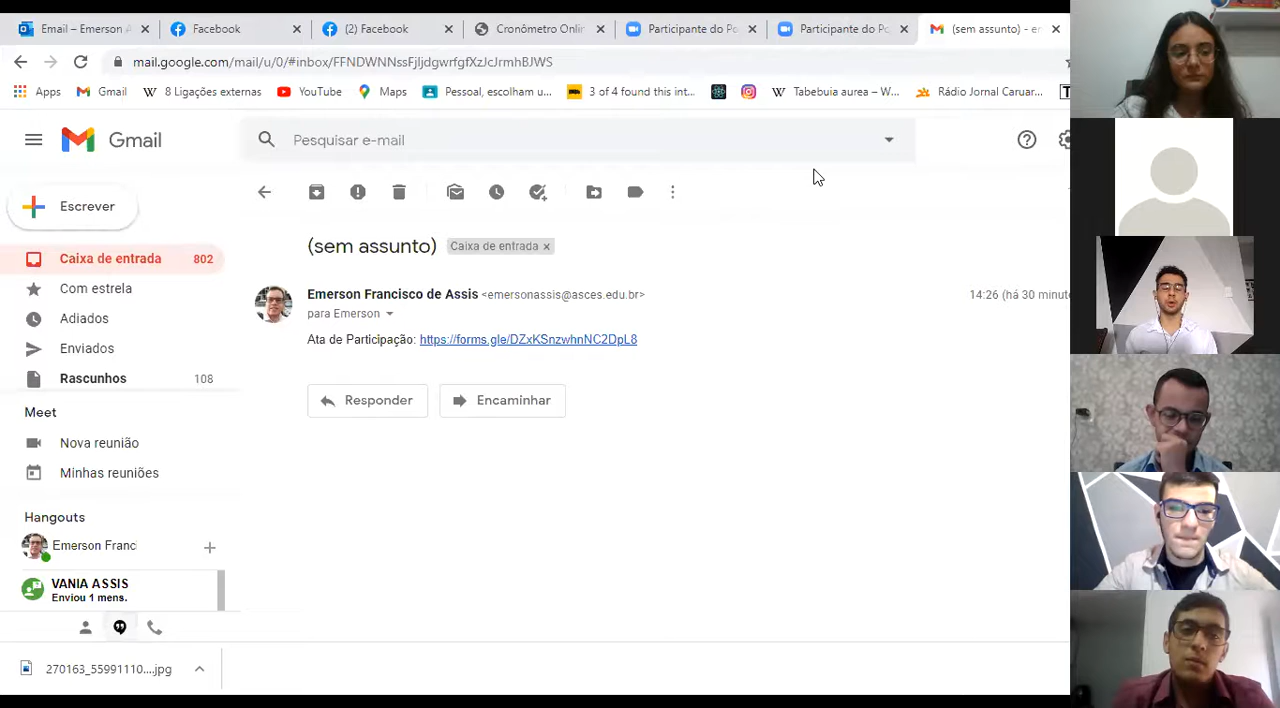 Email – Emerson A
Facebook
(2) Facebook
Cronômetro Onlin
Participante do Po
Participante do Po
(sem assunto) - en
mail.google.com/mail/u/0/#inbox/FFNDWNNssFjljdgwrfgfXzJcJrmhBJWS
Apps
Gmail
8 Ligações externas
YouTube
Maps
Pessoal, escolham u...
3 of 4 found this int...
Tabebuia aurea – W...
Rádio Jornal Caruar...
Gmail
Pesquisar e-mail
Escrever
(sem assunto)
Caixa de entrada x
Caixa de entrada 802
Emerson Francisco de Assis <emersonassis@asces.edu.br>
14:26 (há 30 minuto
Com estrela
para Emerson
Adiados
Ata de Participação: https://forms.gle/DZxKSnzwhnNC2DpL8
Enviados
Rascunhos 108
Responder
Encaminhar
Meet
Nova reunião
Minhas reuniões
Hangouts
Emerson Franci
VANIA ASSIS
Enviou 1 mens.
270163_55991110....jpg